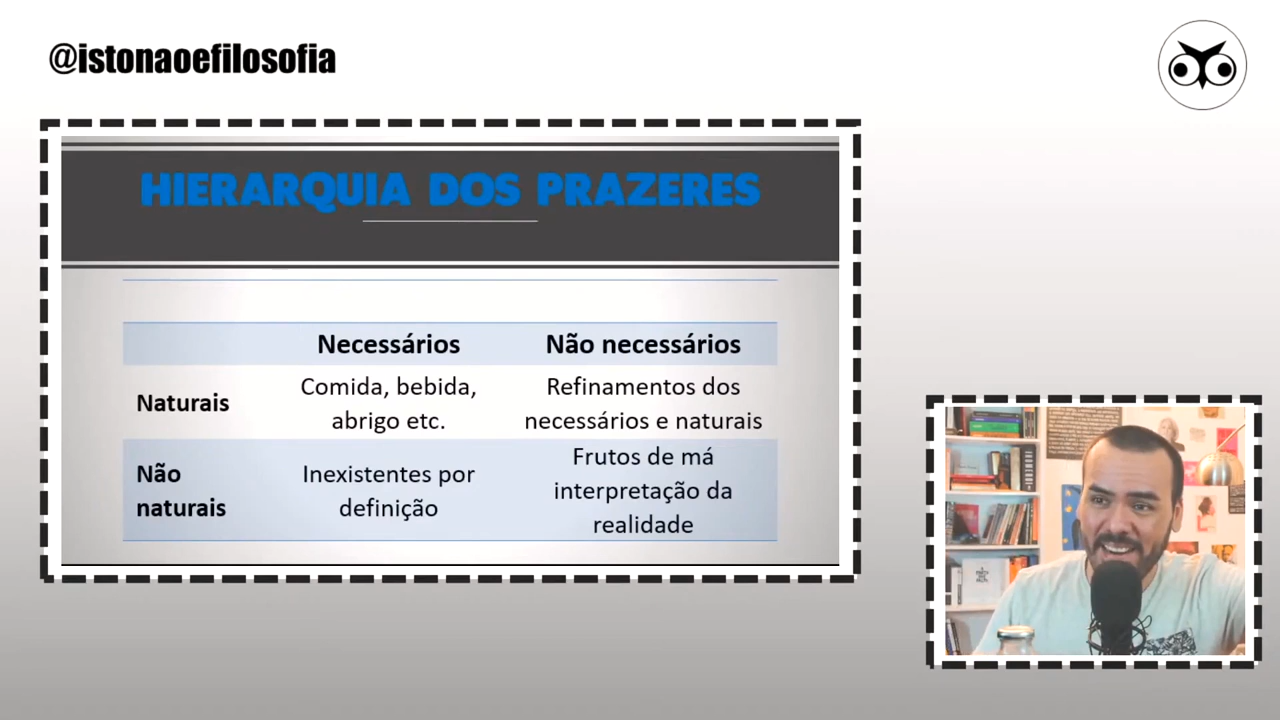 @istonaoefilosofia
HIERARQUIA DOS PRAZERES
Necessários
Não necessários
Naturais
Comida, bebida,
abrigo etc.
Refinamentos dos
necessários e naturais
Não
naturais
Inexistentes por
definição
Frutos de má
interpretação da
realidade